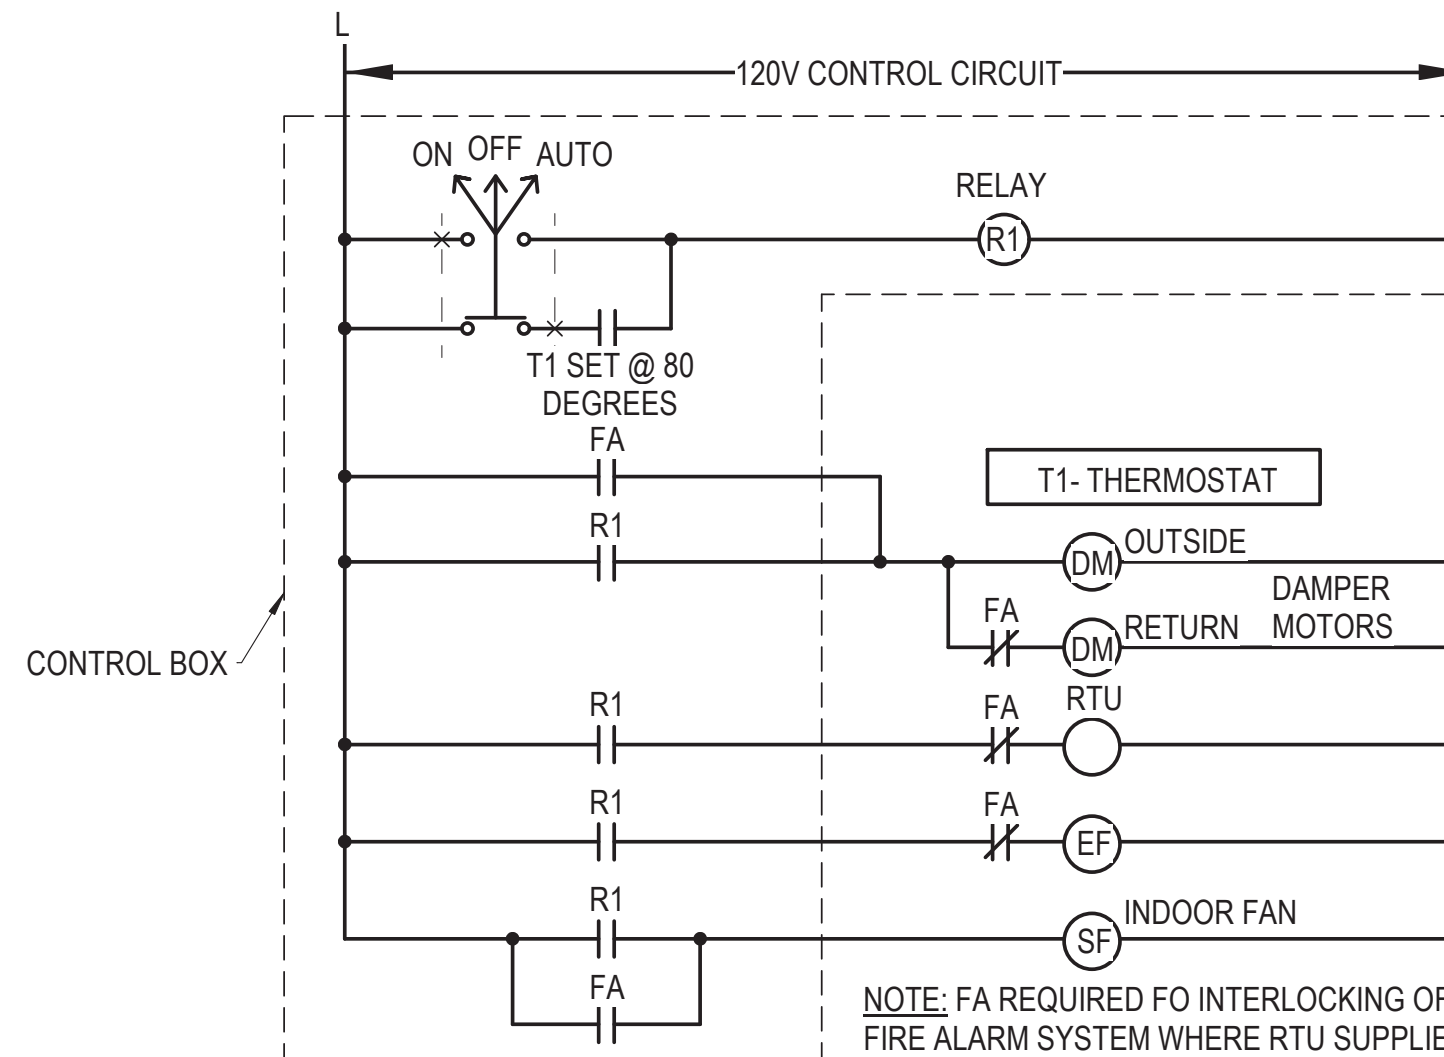 L
120V CONTROL CIRCUIT
ON OFF AUTO
RELAY
R1
T1 SET @ 80
DEGREES
FA
T1- THERMOSTAT
R1
DM OUTSIDE
DAMPER
MOTORS
FA
DM RETURN
CONTROL BOX
R1
FA
RTU
R1
FA
EF
R1
INDOOR FAN
SF
FA
NOTE: FA REQUIRED FO INTERLOCKING OF
FIRE ALARM SYSTEM WHERE RTU SUPPLIE